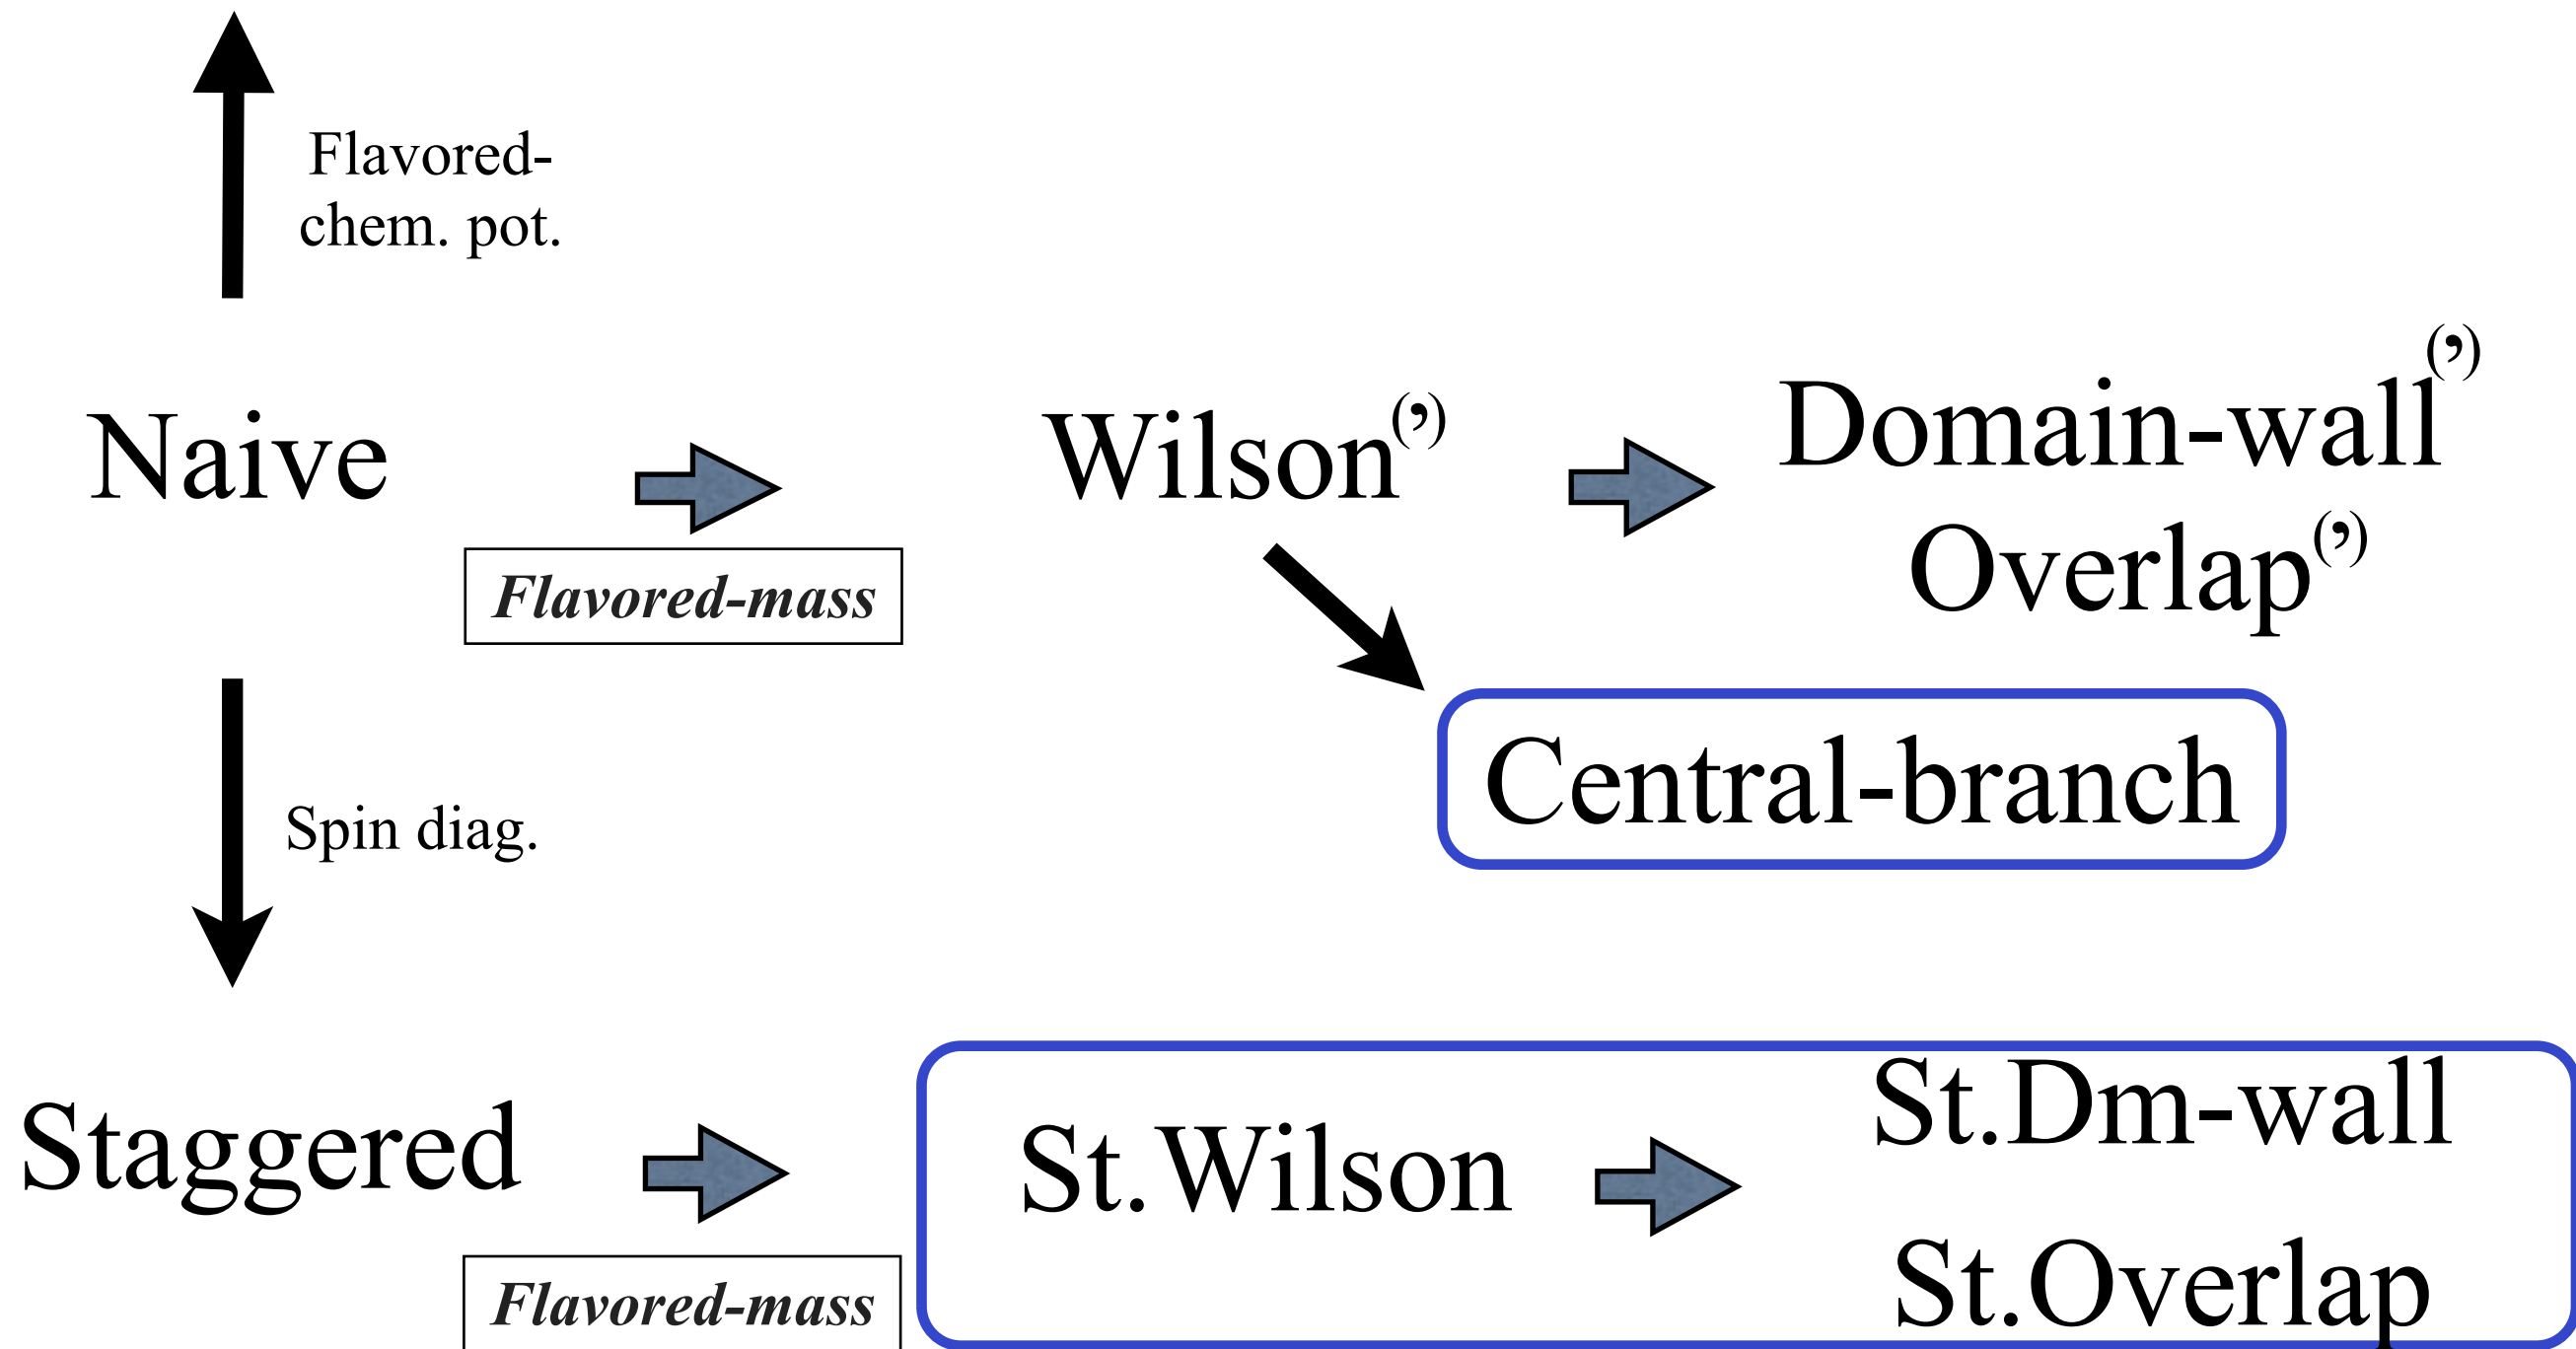 Flavored-
chem. pot.
Naive
Flavored-mass
Wilson(’)
Domain-wall(’)
Overlap(’)
Central-branch
Spin diag.
Staggered
Flavored-mass
St.Wilson
St.Dm-wall
St.Overlap